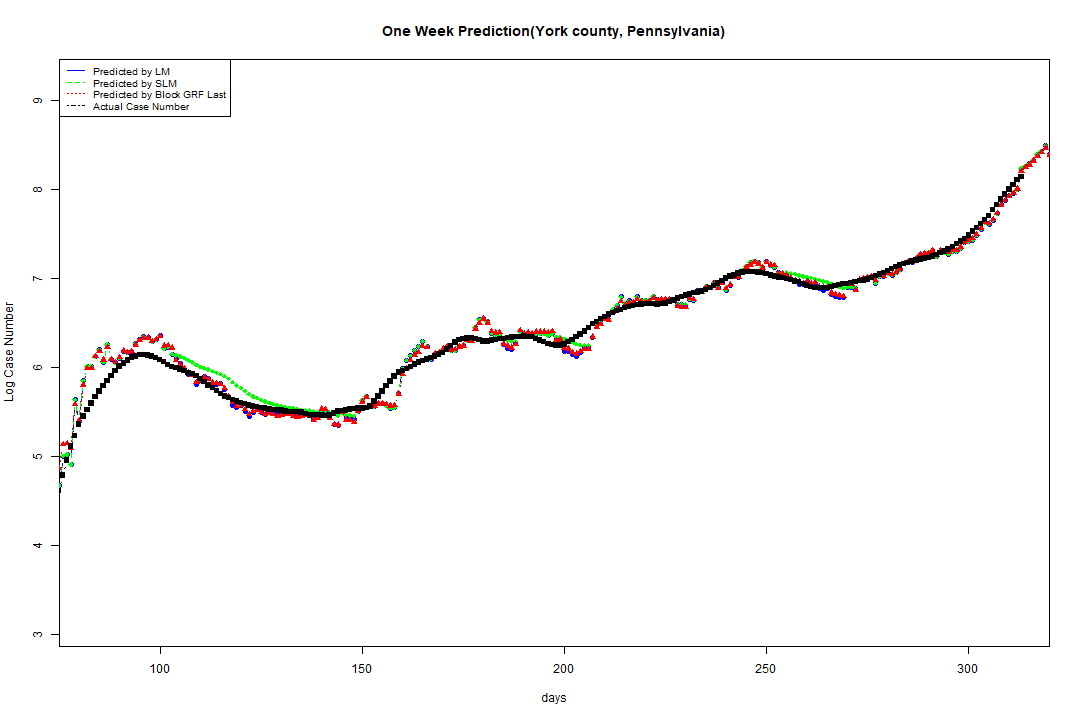 One Week Prediction(York county, Pennsylvania)
Predicted by LM
Predicted by SLM
Predicted by Block GRF Last
Actual Case Number
9
8
7
6
5
4
3
Log Case Number
100 150 200 250 300
days